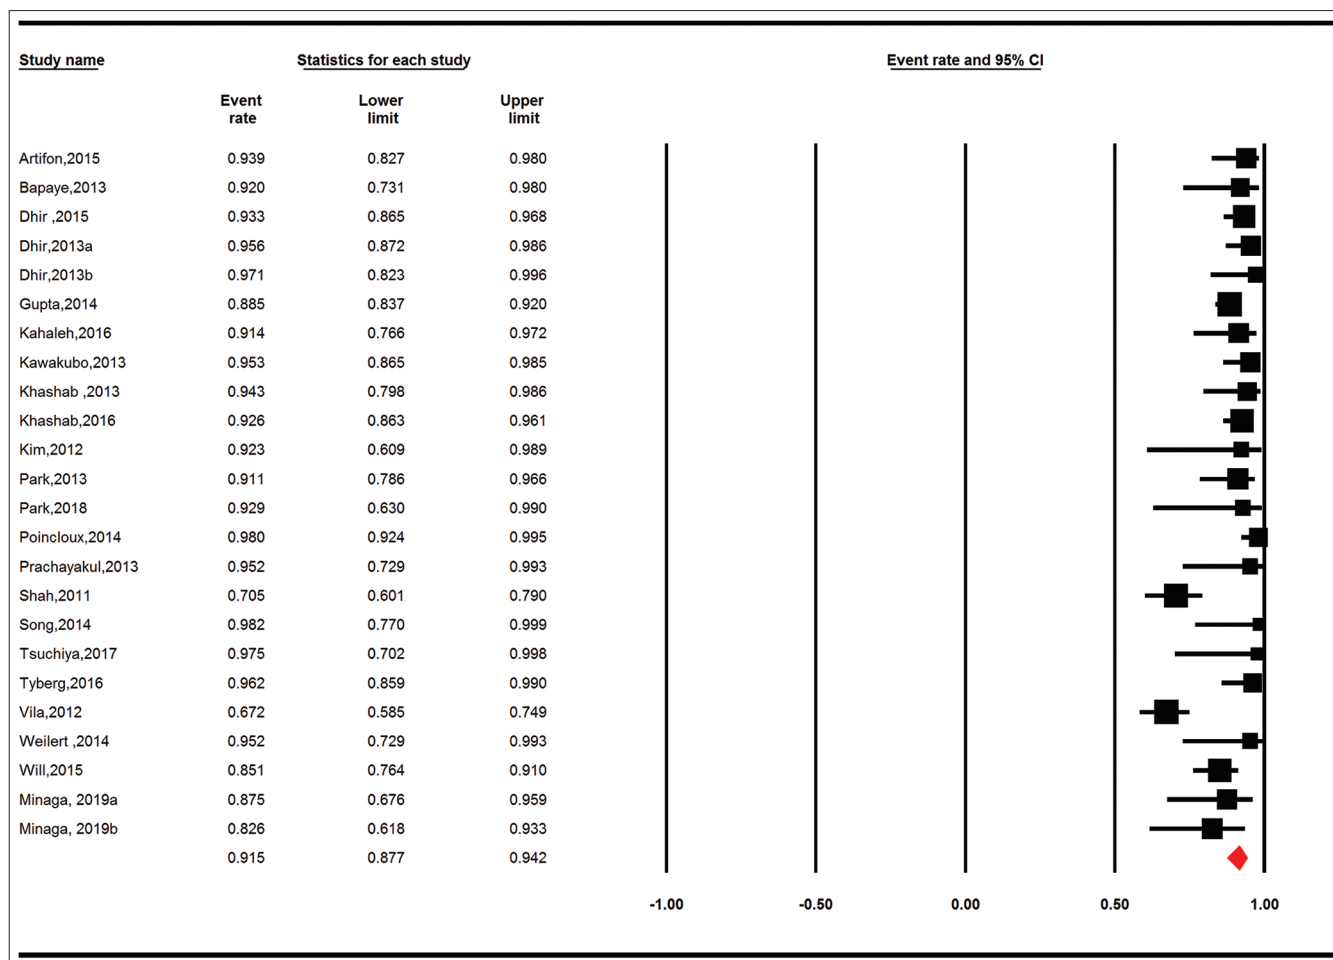 Study name Statistics for each study Event rate and 95% CI
Event Lower Upper
rate limit limit
Artifon,2015 0.939 0.827 0.980
Bapaye,2013 0.920 0.731 0.980
Dhir ,2015 0.933 0.865 0.968
Dhir,2013a 0.956 0.872 0.986
Dhir,2013b 0.971 0.823 0.996
Gupta,2014 0.885 0.837 0.920
Kahaleh,2016 0.914 0.766 0.972
Kawakubo,2013 0.953 0.865 0.985
Khashab ,2013 0.943 0.798 0.986
Khashab,2016 0.926 0.863 0.961
Kim,2012 0.923 0.609 0.989
Park,2013 0.911 0.786 0.966
Park,2018 0.929 0.630 0.990
Poincloux,2014 0.980 0.924 0.995
Prachayakul,2013 0.952 0.729 0.993
Shah,2011 0.705 0.601 0.790
Song,2014 0.982 0.770 0.999
Tsuchiya,2017 0.975 0.702 0.998
Tyberg,2016 0.962 0.859 0.990
Vila,2012 0.672 0.585 0.749
Weilert ,2014 0.952 0.729 0.993
Will,2015 0.851 0.764 0.910
Minaga, 2019a 0.875 0.676 0.959
Minaga, 2019b 0.826 0.618 0.933
0.915 0.877 0.942
-1.00 -0.50 0.00 0.50 1.00